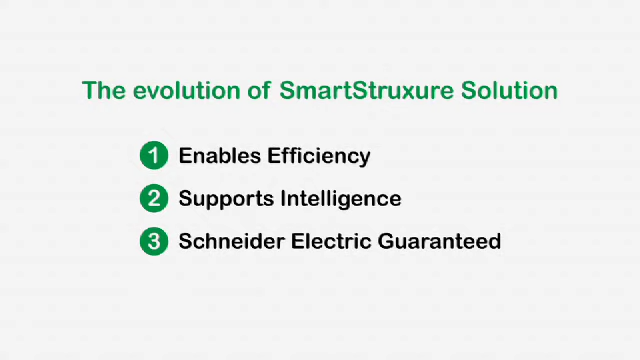 The evolution of SmartStruxure Solution
1 Enables Efficiency
2 Supports Intelligence
3 Schneider Electric Guaranteed